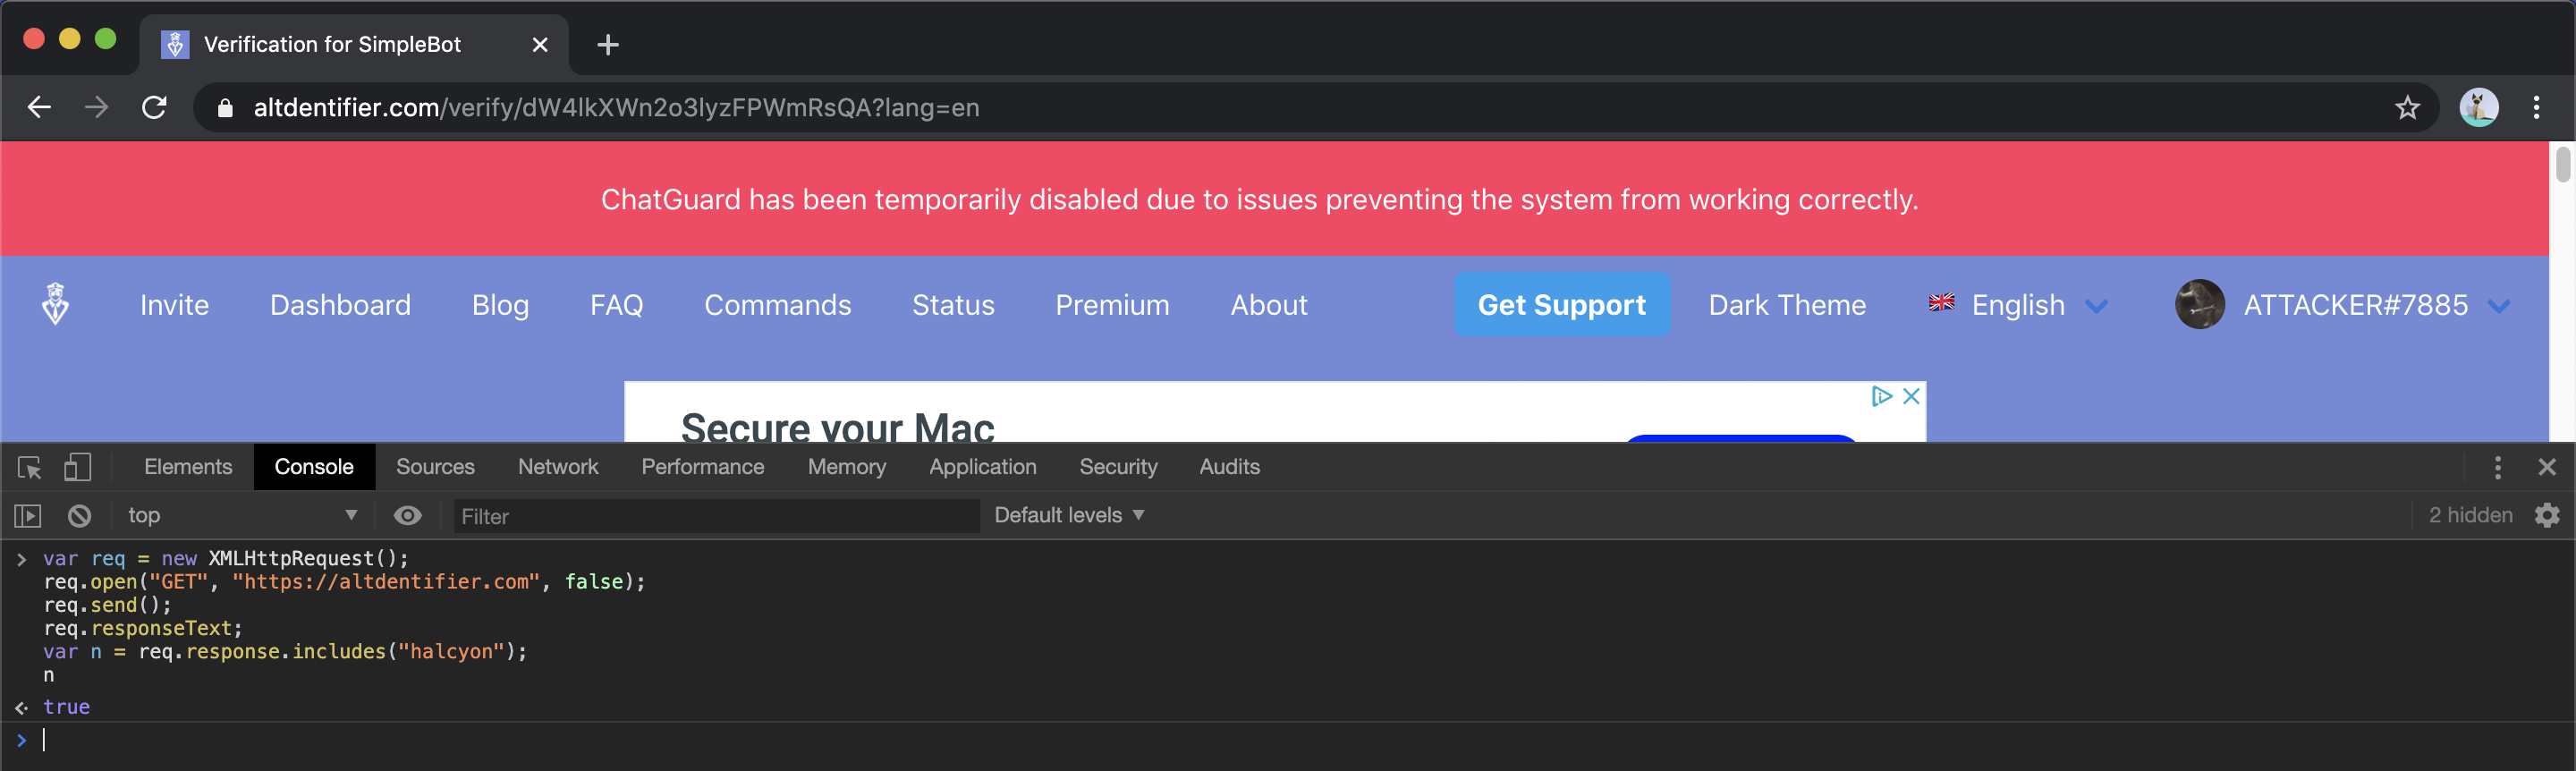 Verification for SimpleBot
altdentifier.com/verify/dW4lkXWn2o3lyzFPWmRsQA?lang=en
ChatGuard has been temporarily disabled due to issues preventing the system from working correctly.
Invite Dashboard Blog FAQ Commands Status Premium About Get Support Dark Theme English ATTACKER#7885
Secure your Mac
Elements Console Sources Network Performance Memory Application Security Audits
top Filter Default levels 2 hidden
var req = new XMLHttpRequest();
req.open("GET", "https://altdentifier.com", false);
req.send();
req.responseText;
var n = req.response.includes("halcyon");
n
true